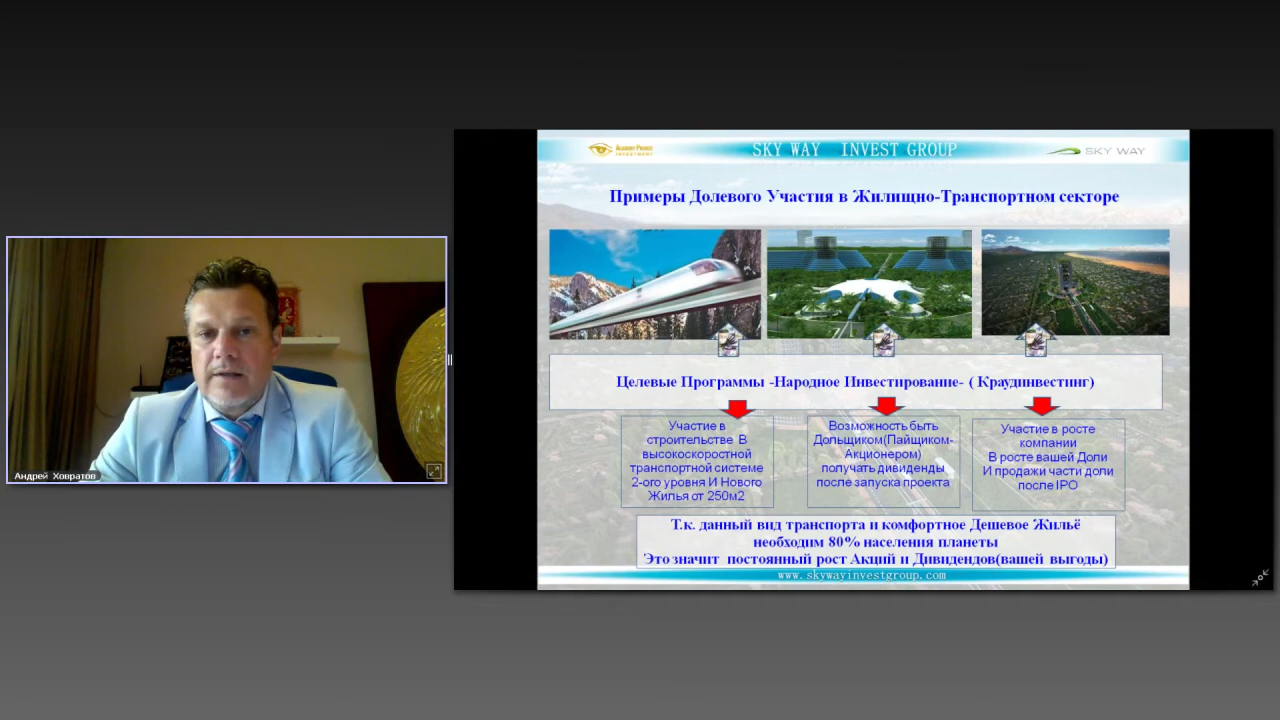 SKY WAY INVEST GROUP
SKY WAY
Примеры Долевого Участия в Жилищно-Транспортном секторе
Целевые Программы -Народное Инвестирование- ( Краудинвестинг)
Участие в
строительстве В
высокоскоростной
транспортной системе
2-ого уровня И Нового
Жилья от 250м2
Возможность быть
Дольщиком(Пайщиком-
Акционером)
получать дивиденды
после запуска проекта
Участие в росте
компании
В росте вашей Доли
И продажи части доли
после IPO
Т.к. данный вид транспорта и комфортное Дешевое Жильё
необходим 80% населения планеты
Это значит постоянный рост Акций и Дивидендов(вашей выгоды)
www.skywayinvestgroup.com
Андрей Ховратов